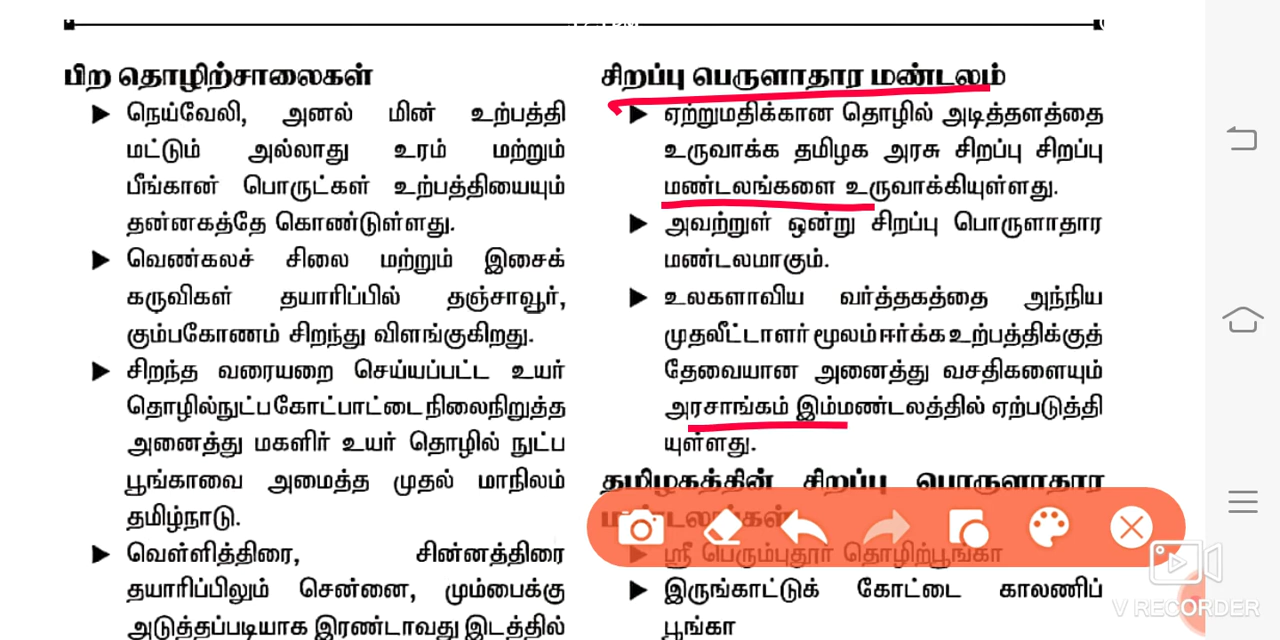 பிற தொழிற்சாலைகள்
நெய்வேலி, அனல் மின் உற்பத்தி
மட்டும் அல்லாது உரம் மற்றும்
பீங்கான் பொருட்கள் உற்பத்தியையும்
தன்னகத்தே கொண்டுள்ளது.
வெண்கலச் சிலை மற்றும் இசைக்
கருவிகள் தயாரிப்பில் தஞ்சாவூர்,
கும்பகோணம் சிறந்து விளங்குகிறது.
சிறந்த வரையறை செய்யப்பட்ட உயர்
தொழில்நுட்பகோட்பாட்டைநிலைநிறுத்த
அனைத்து மகளிர் உயர் தொழில் நுட்ப
பூங்காவை அமைத்த முதல் மாநிலம்
தமிழ்நாடு.
வெள்ளித்திரை, சின்னத்திரை
தயாரிப்பிலும் சென்னை, மும்பைக்கு
அடுத்தப்படியாக இரண்டாவது இடத்தில்
சிறப்பு பெருளாதார மண்டலம்
ஏற்றுமதிக்கான தொழில் அடித்தளத்தை
உருவாக்க தமிழக அரசு சிறப்பு சிறப்பு
மண்டலங்களை உருவாக்கியுள்ளது.
அவற்றுள் ஒன்று சிறப்பு பொருளாதார
மண்டலமாகும்.
உலகளாவிய வர்த்தகத்தை அந்நிய
முதலீட்டாளர் மூலம் ஈர்க்க உற்பத்திக்குத்
தேவையான அனைத்து வசதிகளையும்
அரசாங்கம் இம்மண்டலத்தில் ஏற்படுத்தி
யுள்ளது.
தமிழகத்தின் சிறப்பு பொருளாதார
மண்டலங்கள்
ஸ்ரீ பெரும்புதூர் தொழிற்பூங்கா
இருங்காட்டுக் கோட்டை காலணிப்
பூங்கா
V RECORDER